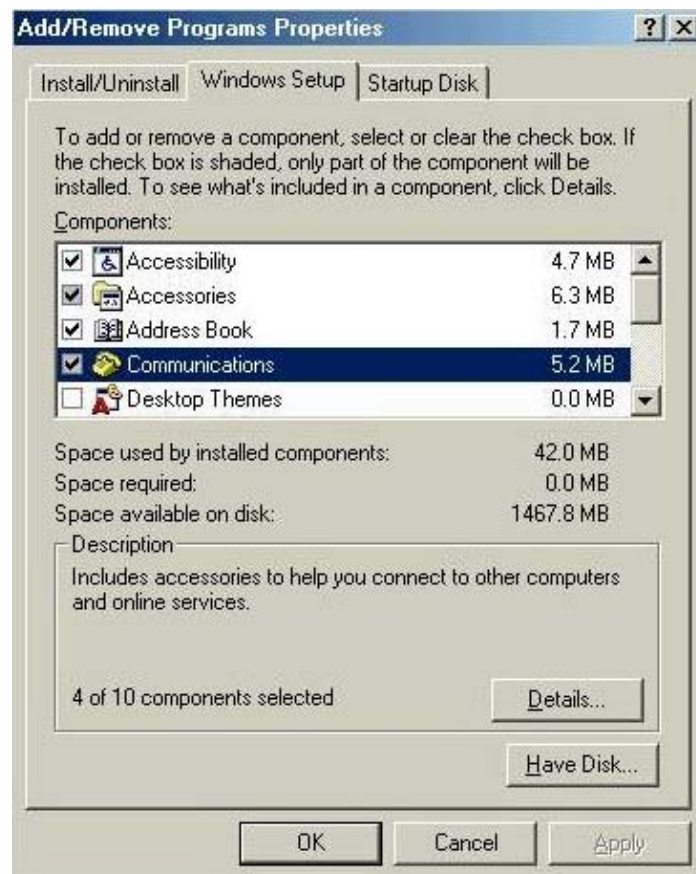 Add/Remove Programs Properties
Install/Uninstall Windows Setup Startup Disk
To add or remove a component, select or clear the check box. If
the check box is shaded, only part of the component will be
installed. To see what's included in a component, click Details.
Components:
Accessibility 4.7 MB
Accessories 6.3 MB
Address Book 1.7 MB
Communications 5.2 MB
Desktop Themes 0.0 MB
Space used by installed components: 42.0 MB
Space required: 0.0 MB
Space available on disk: 1467.8 MB
Description
Includes accessories to help you connect to other computers
and online services.
4 of 10 components selected Details...
Have Disk...
OK Cancel Apply